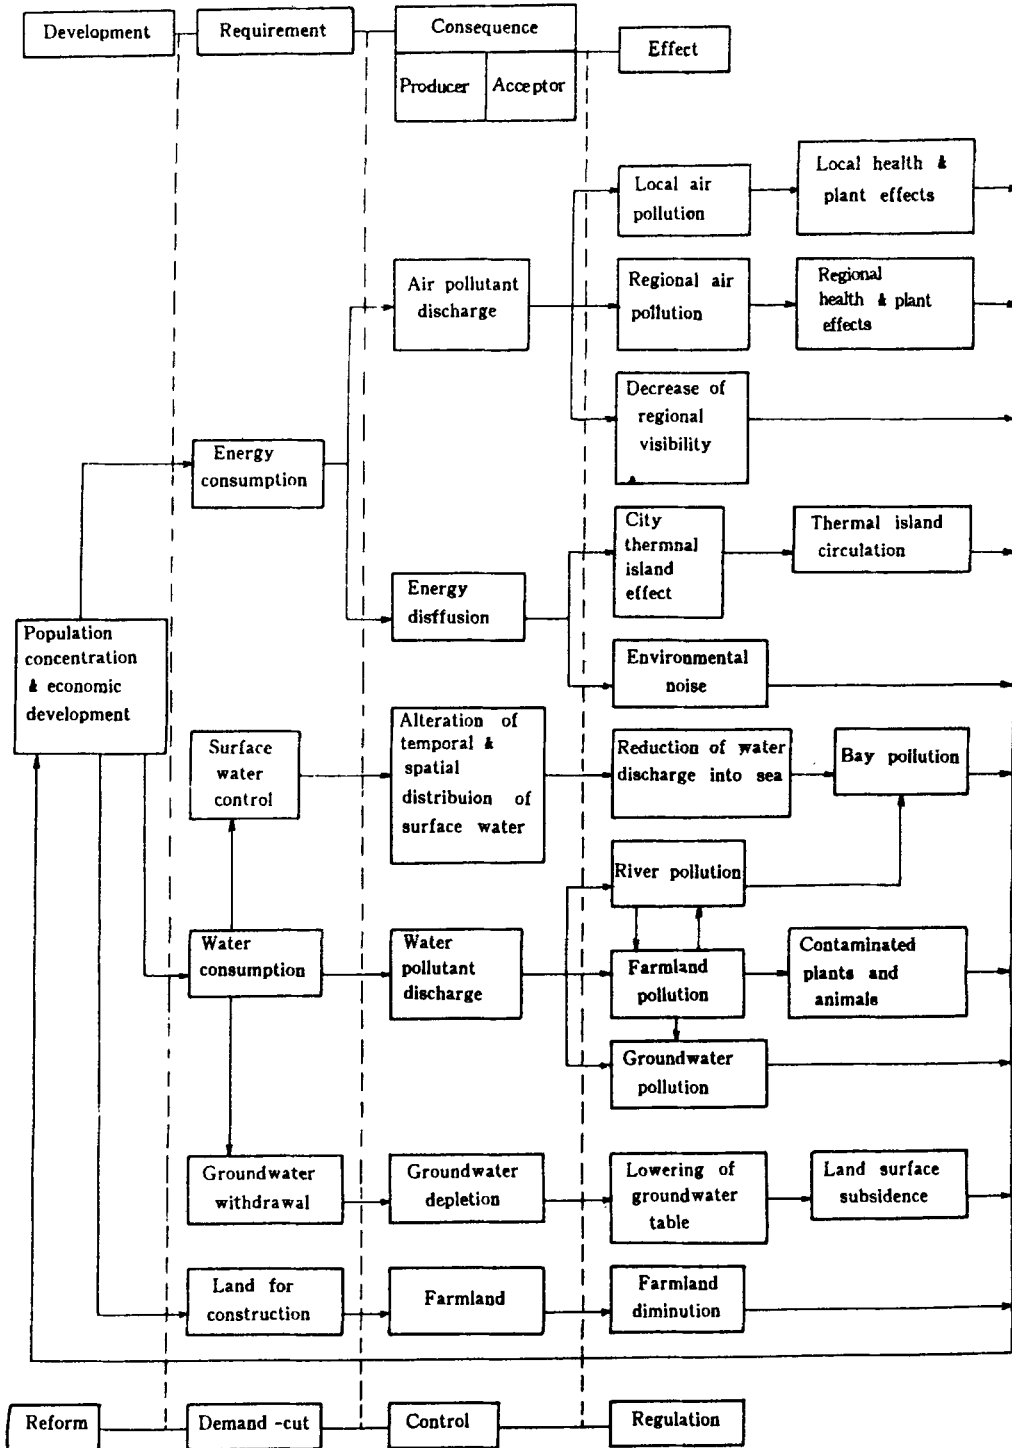 Development
Requirement
Consequence
Producer
Acceptor
Effect
Local air
pollution
Local health &
plant effects
Air pollutant
discharge
Regional air
pollution
Regional
health & plant
effects
Decrease of
regional
visibility
Energy
consumption
City
thermnal
island
effect
Thermal island
circulation
Energy
disffusion
Population
concentration
& economic
development
Environmental
noise
Surface
water
control
Alteration of
temporal &
spatial
distribuion of
surface water
Reduction of water
discharge into sea
Bay pollution
River pollution
Water
consumption
Water
pollutant
discharge
Farmland
pollution
Contaminated
plants and
animals
Groundwater
pollution
Groundwater
withdrawal
Groundwater
depletion
Lowering of
groundwater
table
Land surface
subsidence
Land for
construction
Farmland
Farmland
diminution
Reform
Demand -cut
Control
Regulation